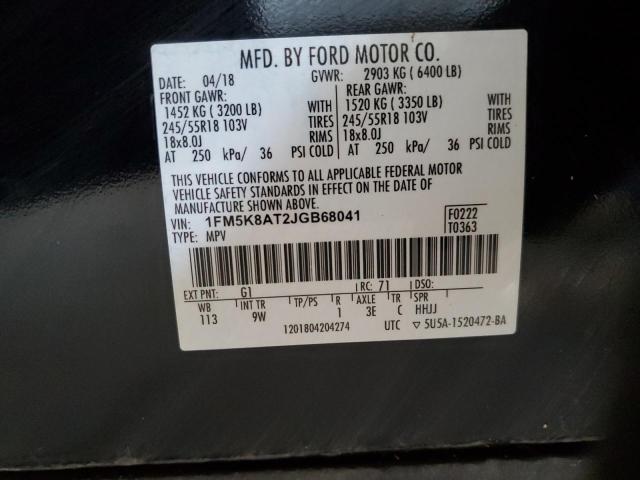 MFD. BY FORD MOTOR CO.
DATE: 04/18 GVWR: 2903 KG ( 6400 LB)
FRONT GAWR: REAR GAWR:
1452 KG ( 3200 LB) WITH 1520 KG ( 3350 LB) WITH
245/55R18 103V TIRES 245/55R18 103V TIRES
18x8.0J RIMS 18x8.0J RIMS
AT 250 kPa/ 36 PSI COLD AT 250 kPa/ 36 PSI COLD
THIS VEHICLE CONFORMS TO ALL APPLICABLE FEDERAL MOTOR
VEHICLE SAFETY STANDARDS IN EFFECT ON THE DATE OF
MANUFACTURE SHOWN ABOVE.
VIN: 1FM5K8AT2JGB68041 F0222
TYPE: MPV T0363
EXT PNT: G1 RC: 71 DSO:
WB INT TR TP/PS R AXLE TR SPR
113 9W 1 3E C HHJJ
1201804204274 UTC ▽ 5U5A-1520472-BA